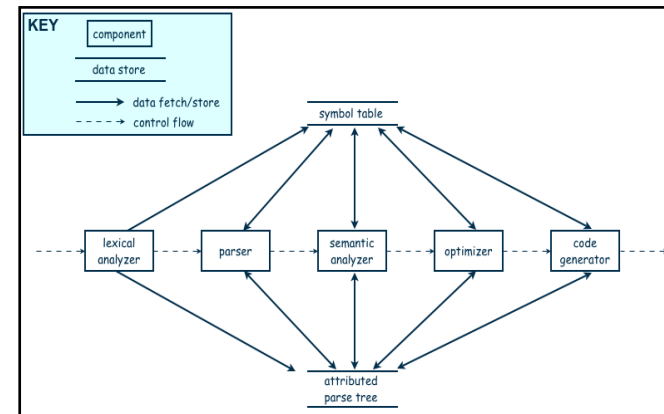 KEY
component
data store
data fetch/store
control flow
symbol table
lexical
analyzer
parser
semantic
analyzer
optimizer
code
generator
attributed
parse tree